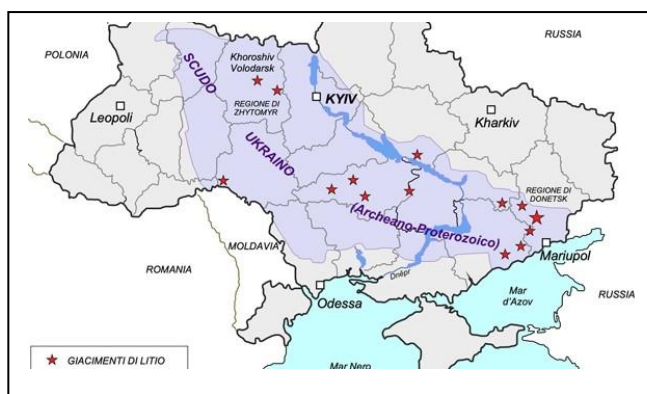 POLONIA
RUSSIA
SCUDO
Khoroshiv
Volodarsk
REGIONE DI
ZHYTOMYR
KYIV
Leopoli
Kharkiv
UKRAINO
REGIONE DI
DONETSK
(Archeano-Proterozoico)
MOLDAVIA
Mariupol
ROMANIA
Dnepr
Odessa
Mar
d'Azov
RUSSIA
GIACIMENTI DI LITIO
Mar Nero